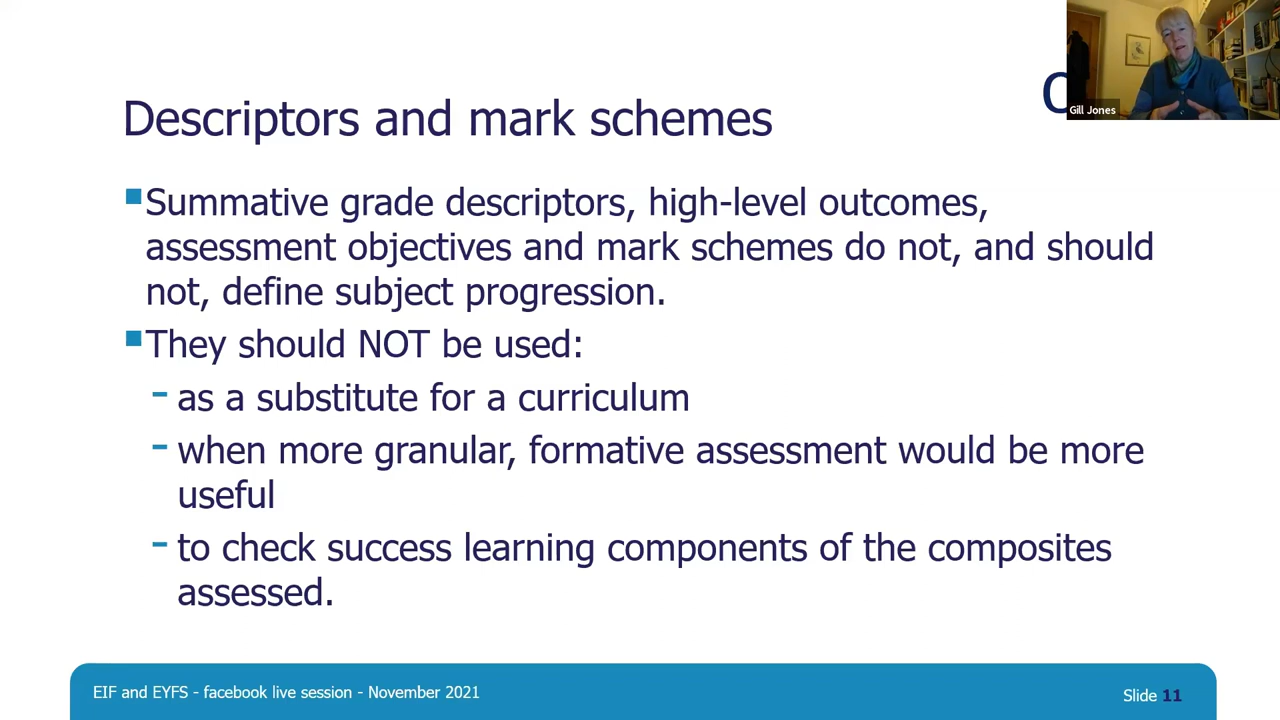 Gill Jones
Descriptors and mark schemes
Summative grade descriptors, high-level outcomes,
assessment objectives and mark schemes do not, and should
not, define subject progression.
They should NOT be used:
- as a substitute for a curriculum
- when more granular, formative assessment would be more
useful
- to check success learning components of the composites
assessed.
EIF and EYFS - facebook live session - November 2021
Slide 11